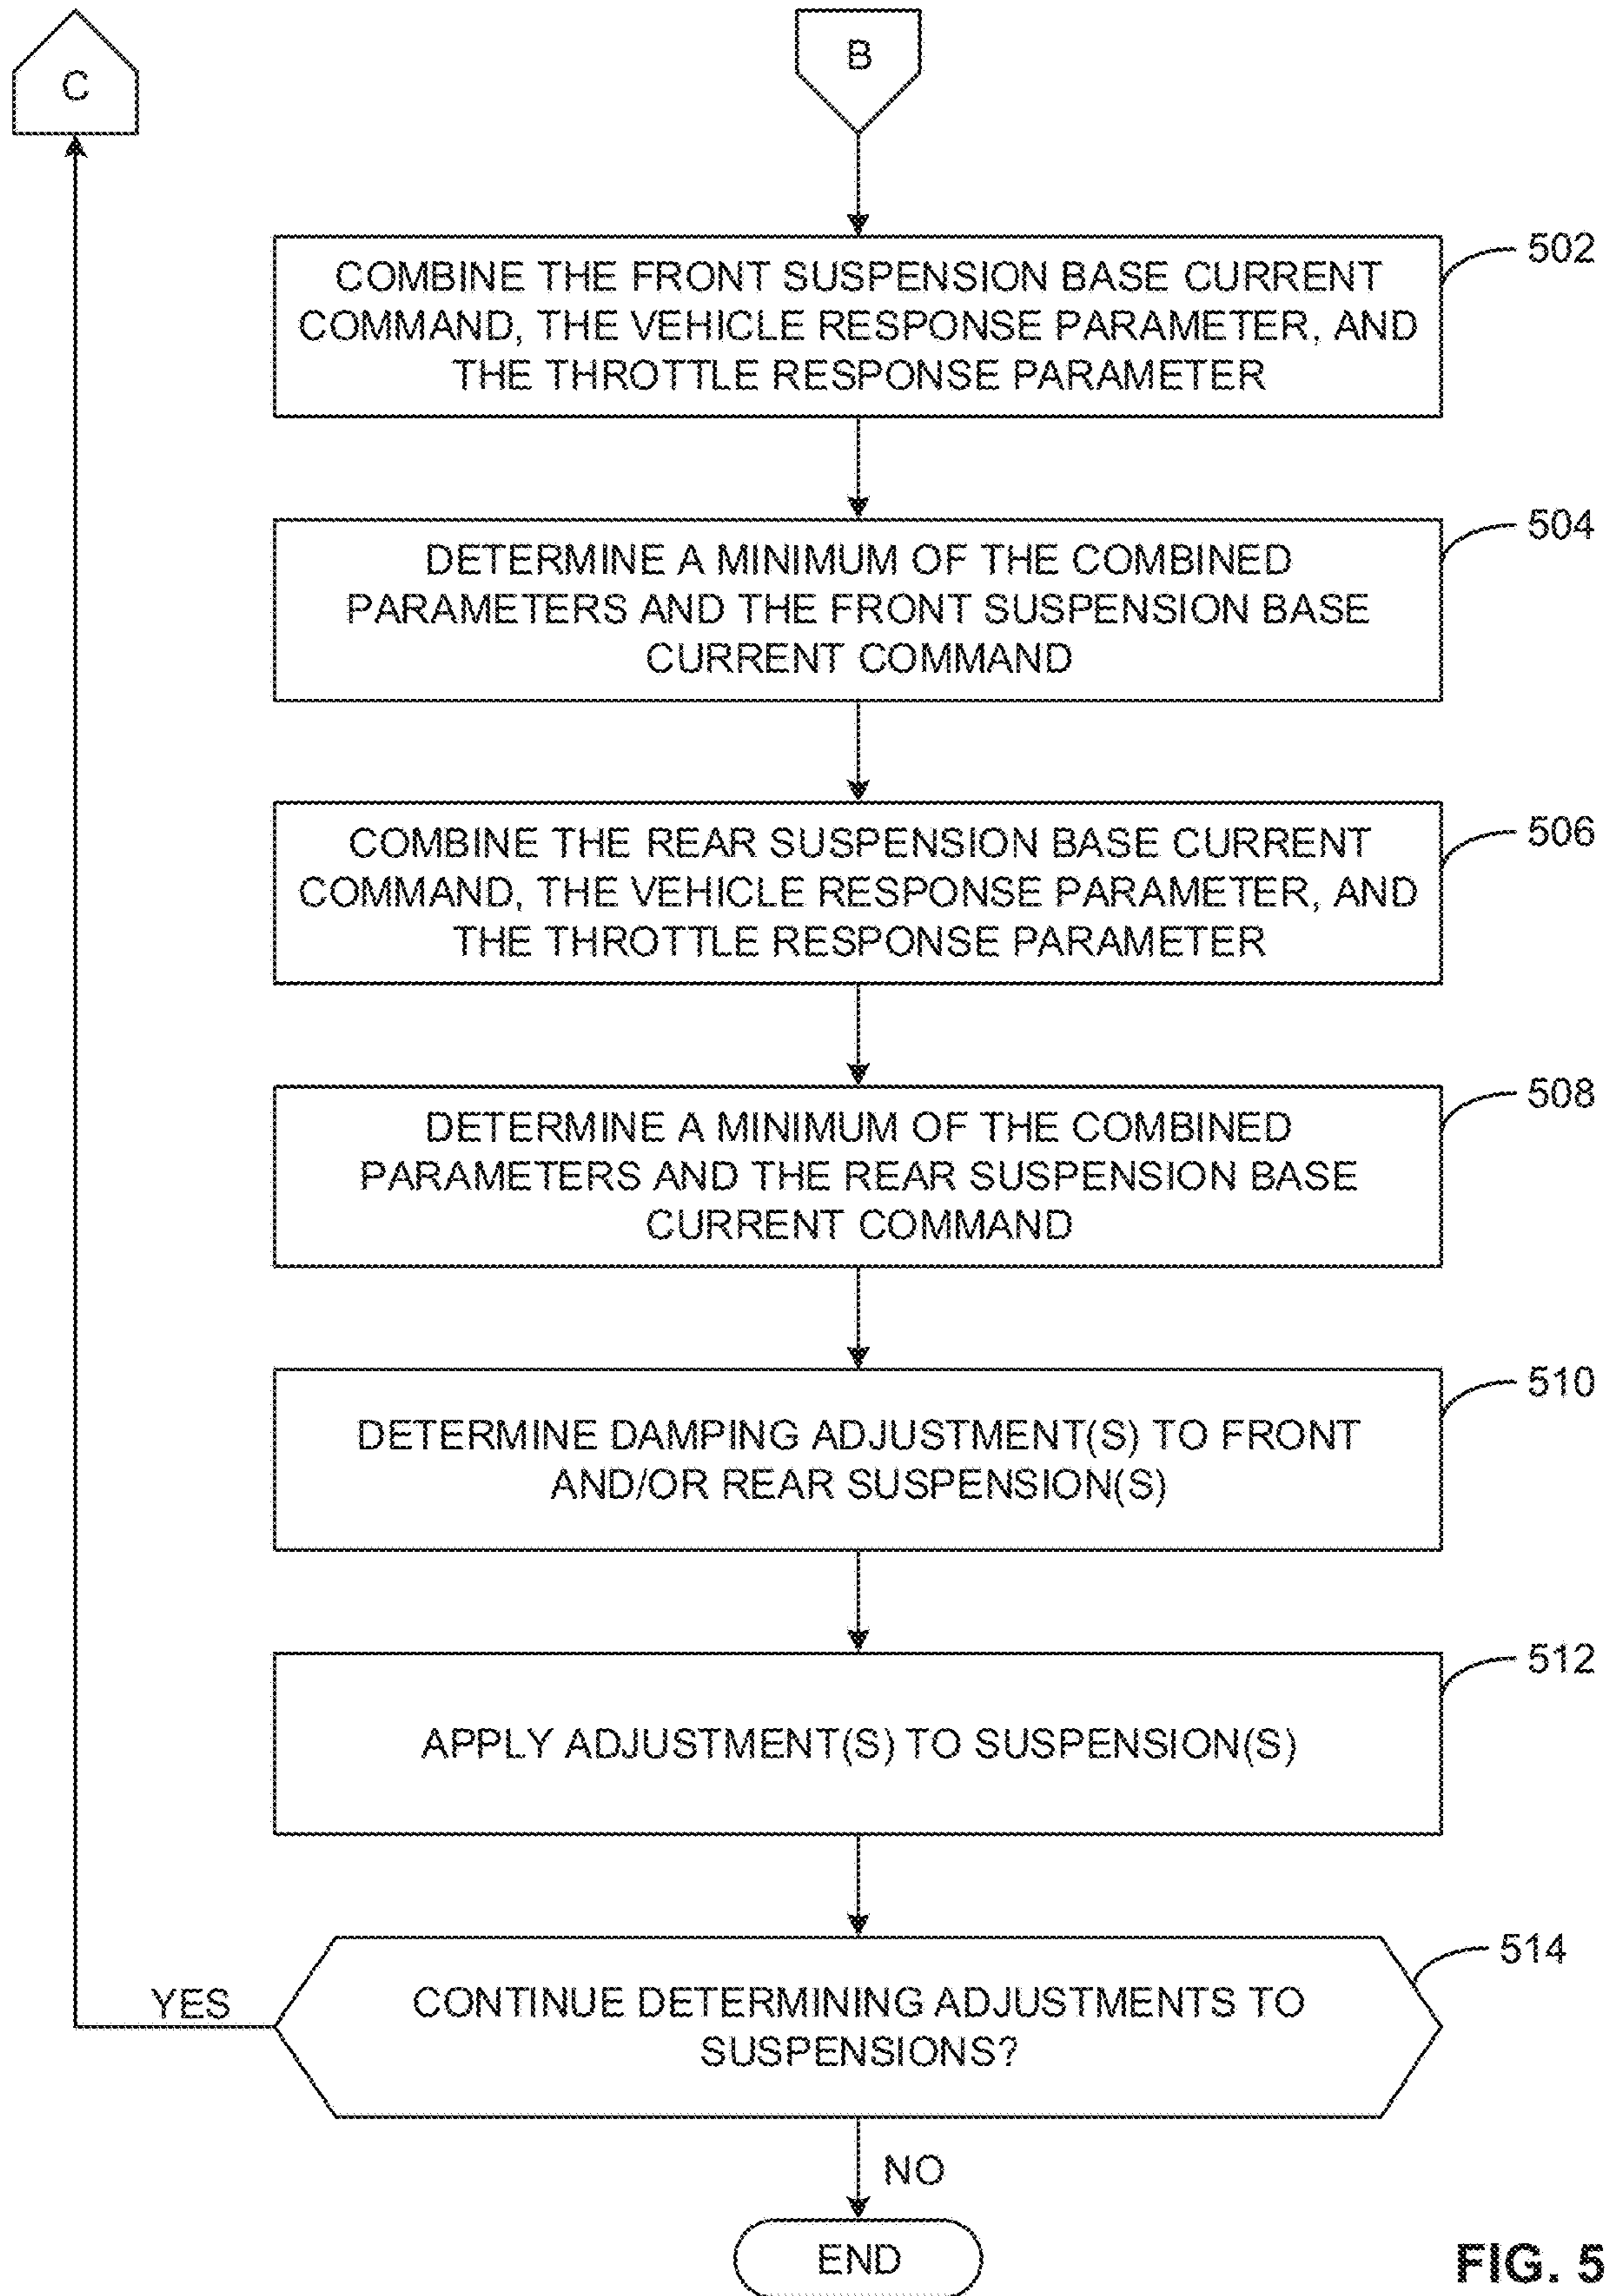 C
B
502
COMBINE THE FRONT SUSPENSION BASE CURRENT
COMMAND, THE VEHICLE RESPONSE PARAMETER, AND
THE THROTTLE RESPONSE PARAMETER
504
DETERMINE A MINIMUM OF THE COMBINED
PARAMETERS AND THE FRONT SUSPENSION BASE
CURRENT COMMAND
506
COMBINE THE REAR SUSPENSION BASE CURRENT
COMMAND, THE VEHICLE RESPONSE PARAMETER, AND
THE THROTTLE RESPONSE PARAMETER
508
DETERMINE A MINIMUM OF THE COMBINED
PARAMETERS AND THE REAR SUSPENSION BASE
CURRENT COMMAND
510
DETERMINE DAMPING ADJUSTMENT(S) TO FRONT
AND/OR REAR SUSPENSION(S)
512
APPLY ADJUSTMENT(S) TO SUSPENSION(S)
514
YES
CONTINUE DETERMINING ADJUSTMENTS TO
SUSPENSIONS?
NO
END
FIG. 5